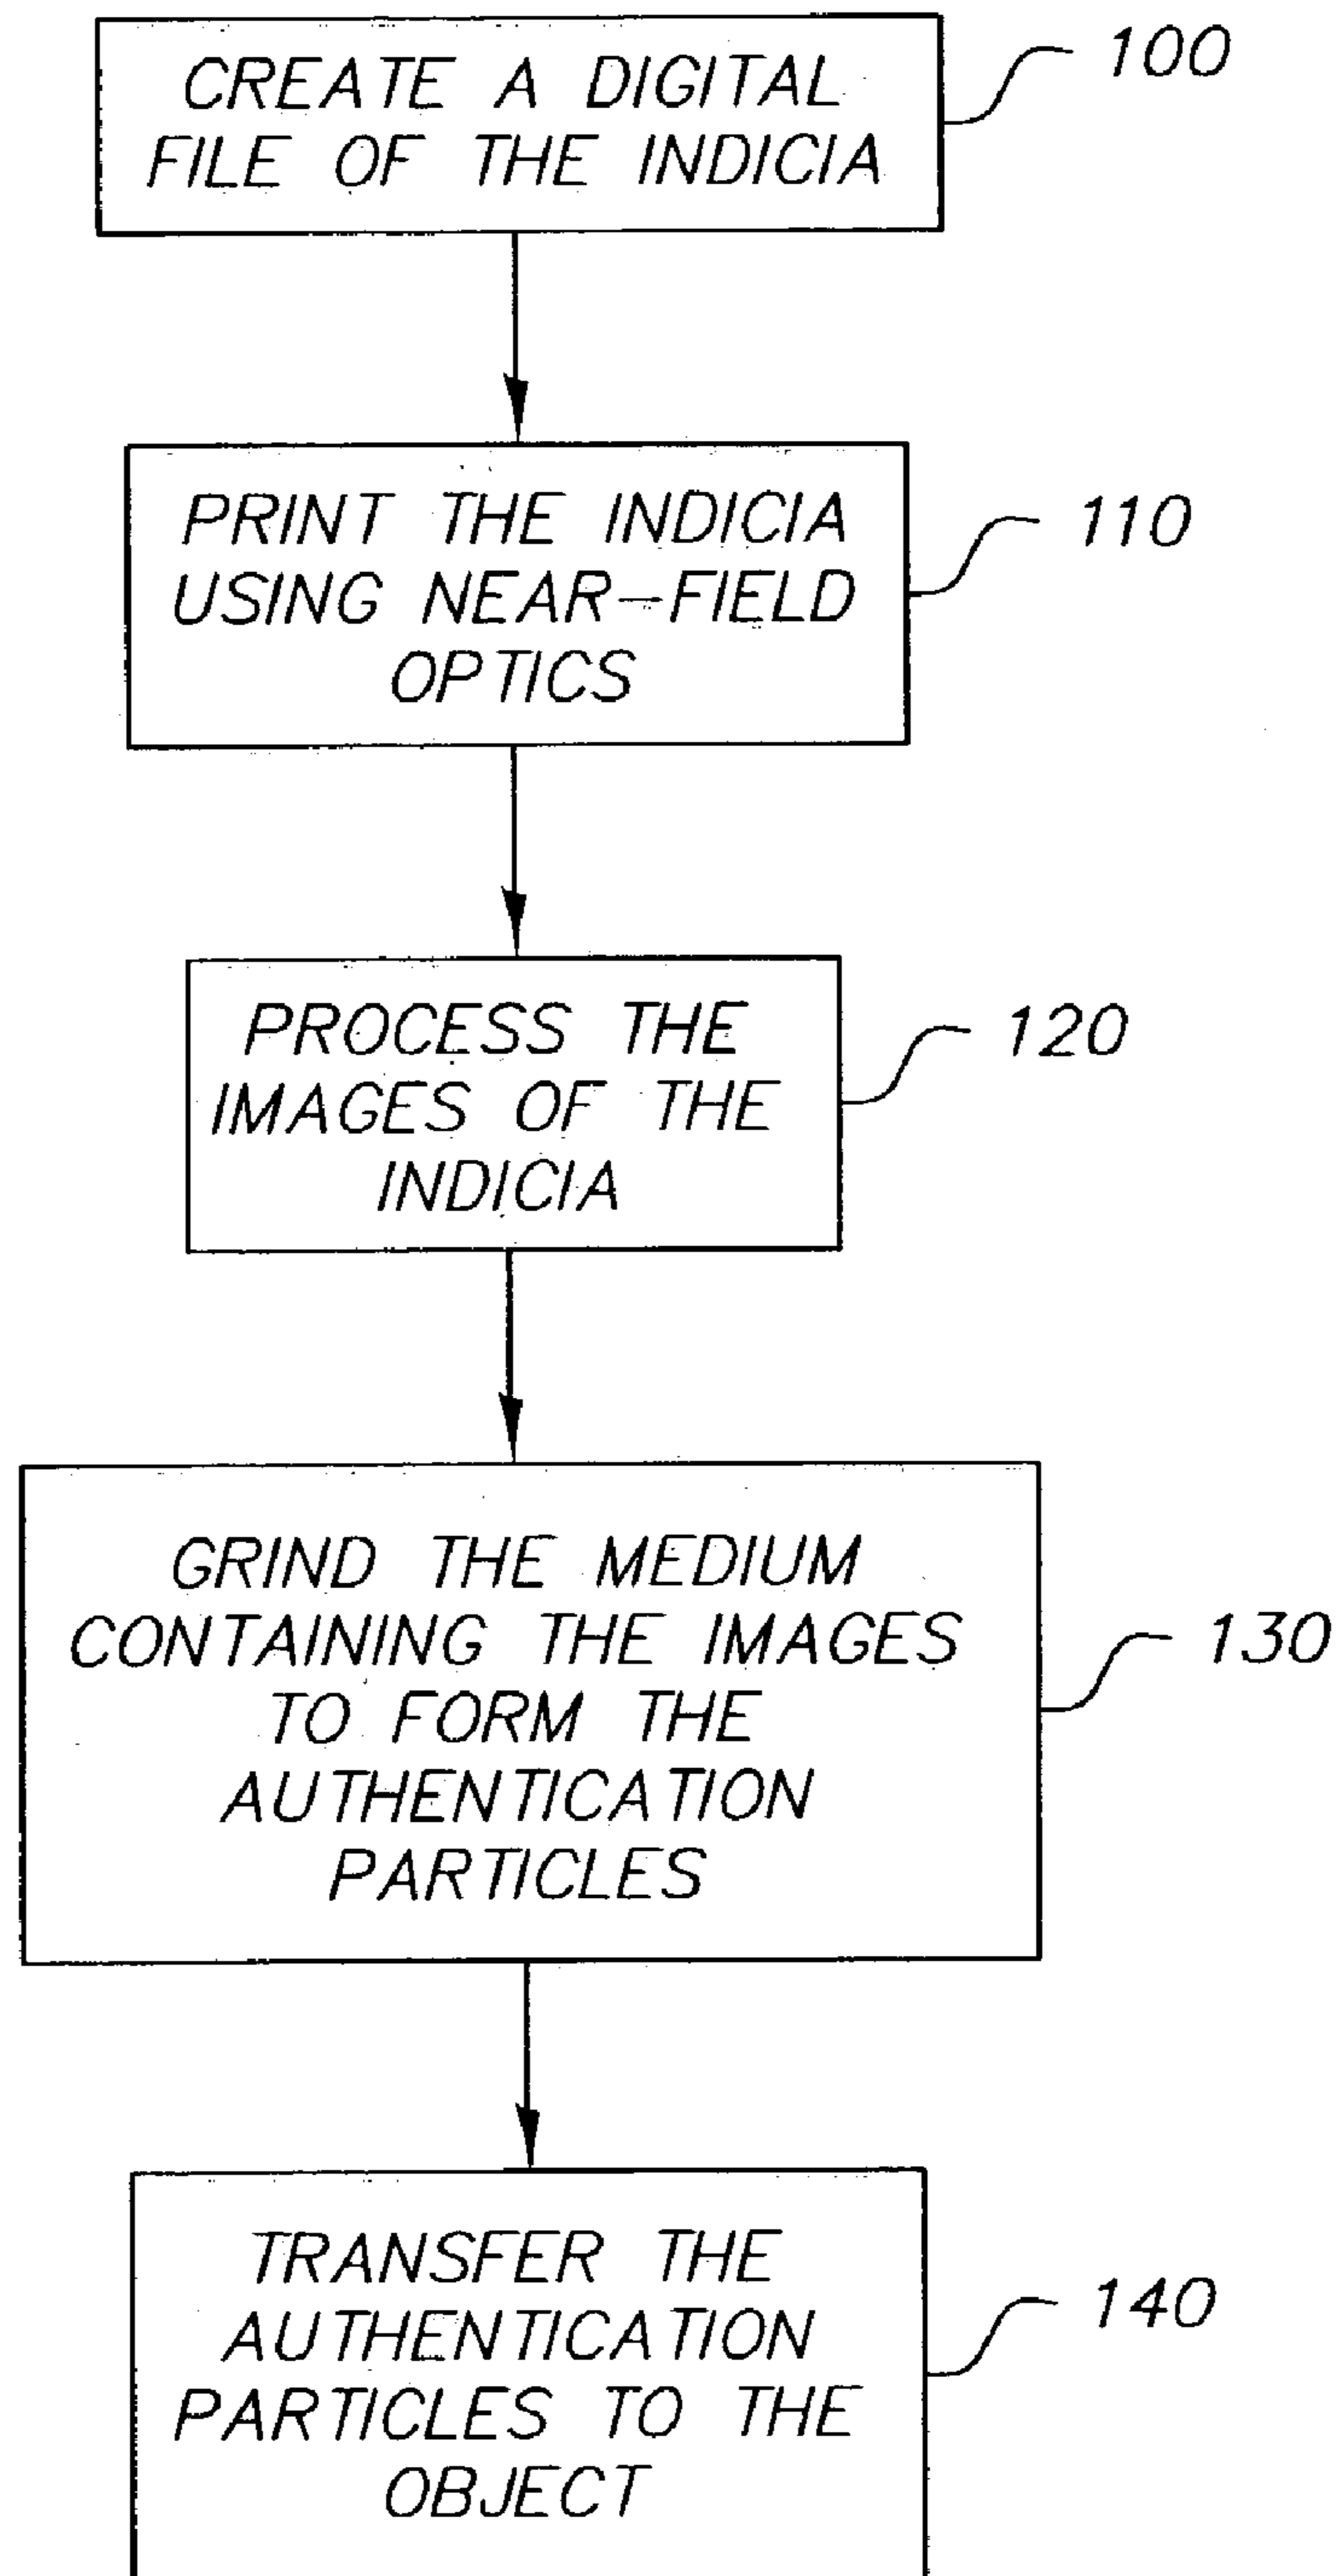 CREATE A DIGITAL
FILE OF THE INDICIA
100
PRINT THE INDICIA
USING NEAR-FIELD
OPTICS
110
PROCESS THE
IMAGES OF THE
INDICIA
120
GRIND THE MEDIUM
CONTAINING THE IMAGES
TO FORM THE
AUTHENTICATION
PARTICLES
130
TRANSFER THE
AUTHENTICATION
PARTICLES TO THE
OBJECT
140